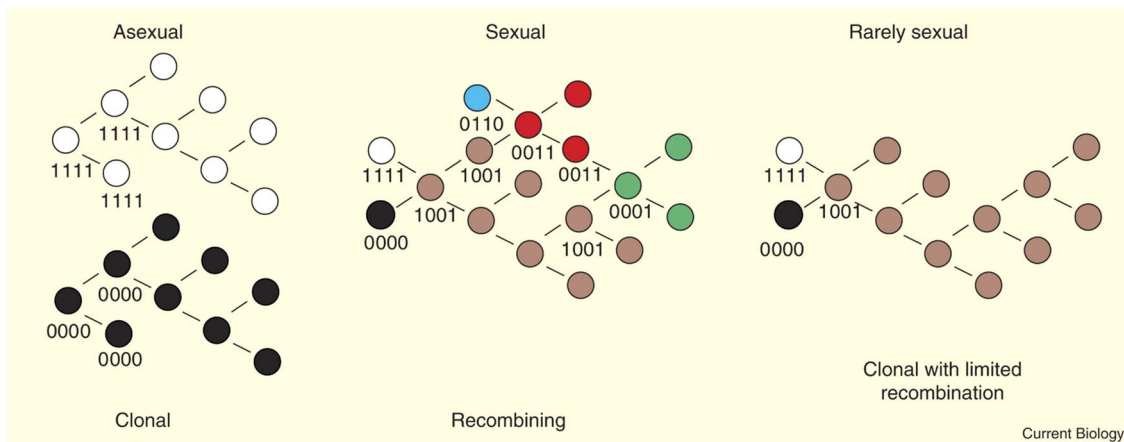 Asexual
1111
1111
1111
0000
0000
0000
Clonal
Sexual
0110
0011
1111
1001
0011
1001
0001
0000
1001
Recombining
Rarely sexual
1111
1001
0000
Clonal with limited
recombination
Current Biology